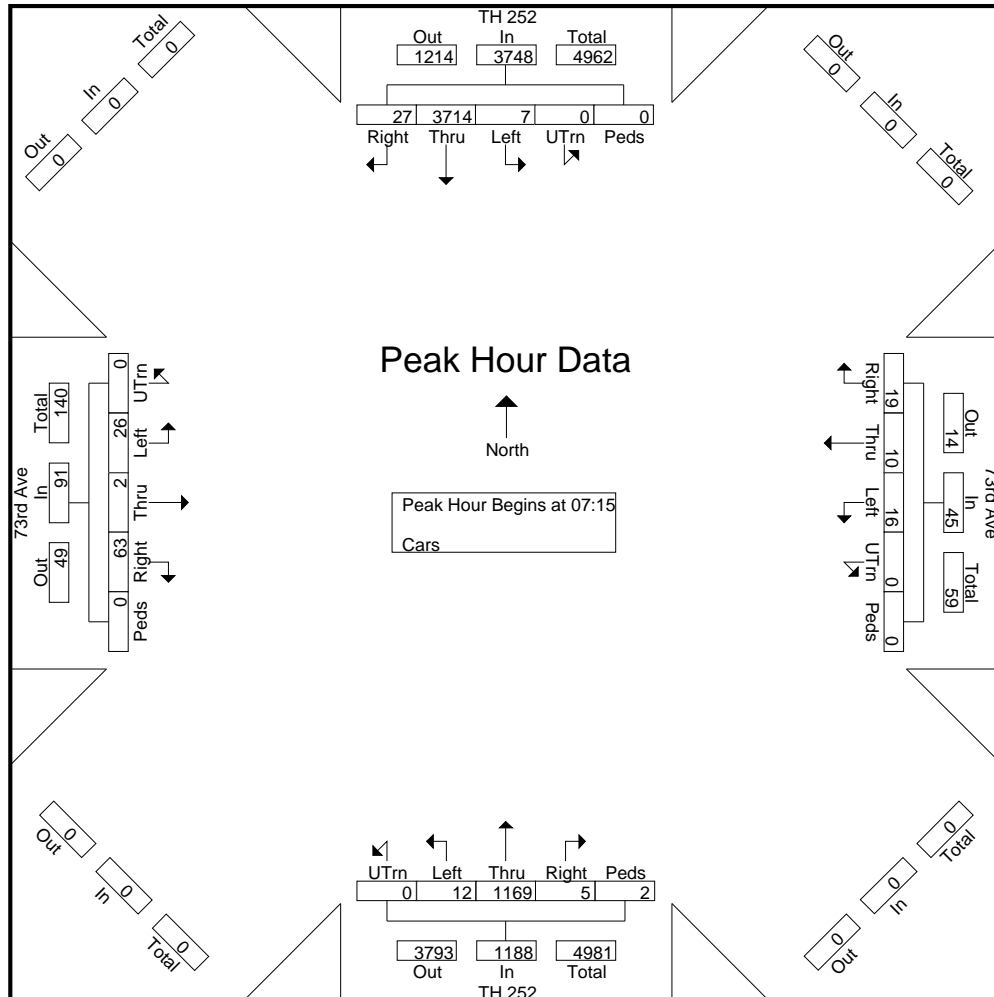 TH 252
Out In Total
1214 3748 4962
27 3714 7 0 0
Right Thru Left UTrn Peds
Total
0
In
0
Out
0
Out
0
In
0
Total
0
Peak Hour Data
North
Peak Hour Begins at 07:15
Cars
73rd Ave
Total
140
In
91
Out
49
0
UTrn
26
Left
2
Thru
63
Right
0
Peds
Right
19
Thru
10
Left
16
UTrn
0
Peds
0
Out
14
In
45
Total
59
73rd Ave
Out
0
In
0
Total
0
UTrn Left Thru Right Peds
0 12 1169 5 2
3793 1188 4981
Out In Total
TH 252
0
Total
0
In
0
Out